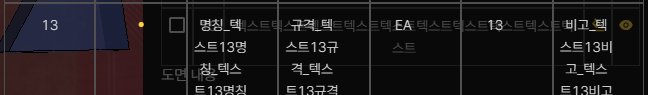 13 명칭_텍 규격_텍 EA 13 비고_텍
스트13명 스트13규 스트 스트13비
칭_텍스 격_텍스 고_텍스
도면 내용
트13명칭 트13규격 트13비고